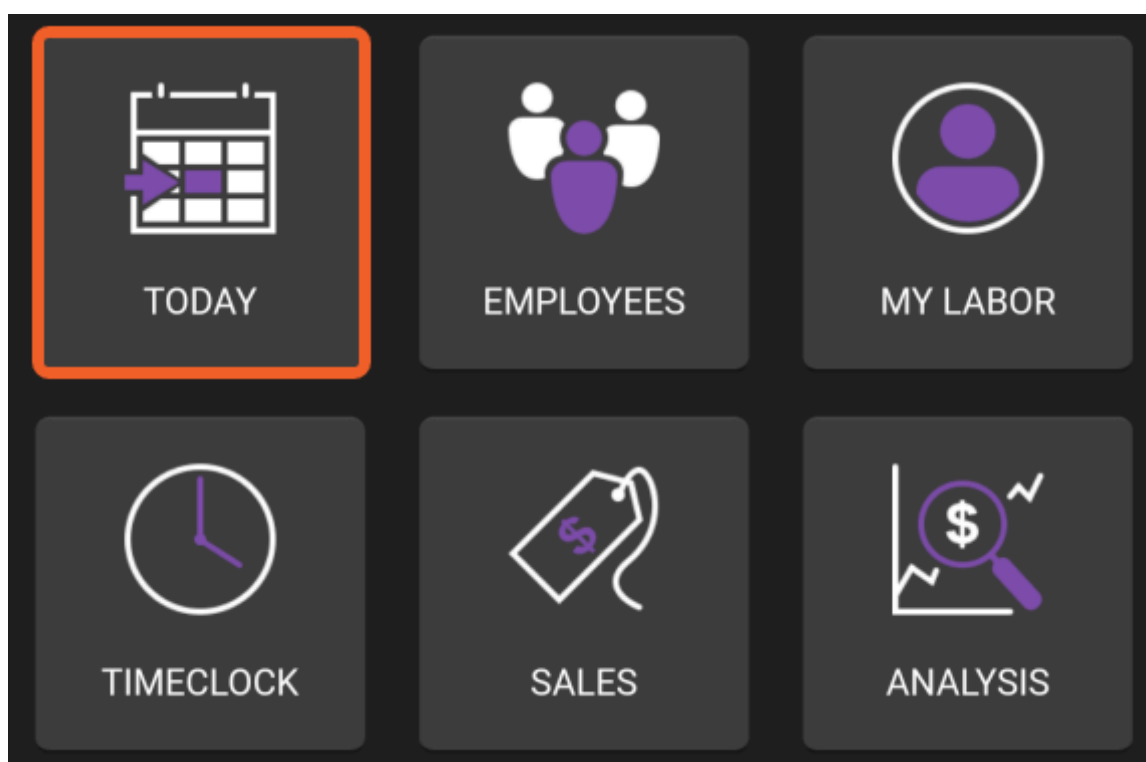 TODAY
EMPLOYEES
MY LABOR
TIMECLOCK
$
SALES
$
ANALYSIS